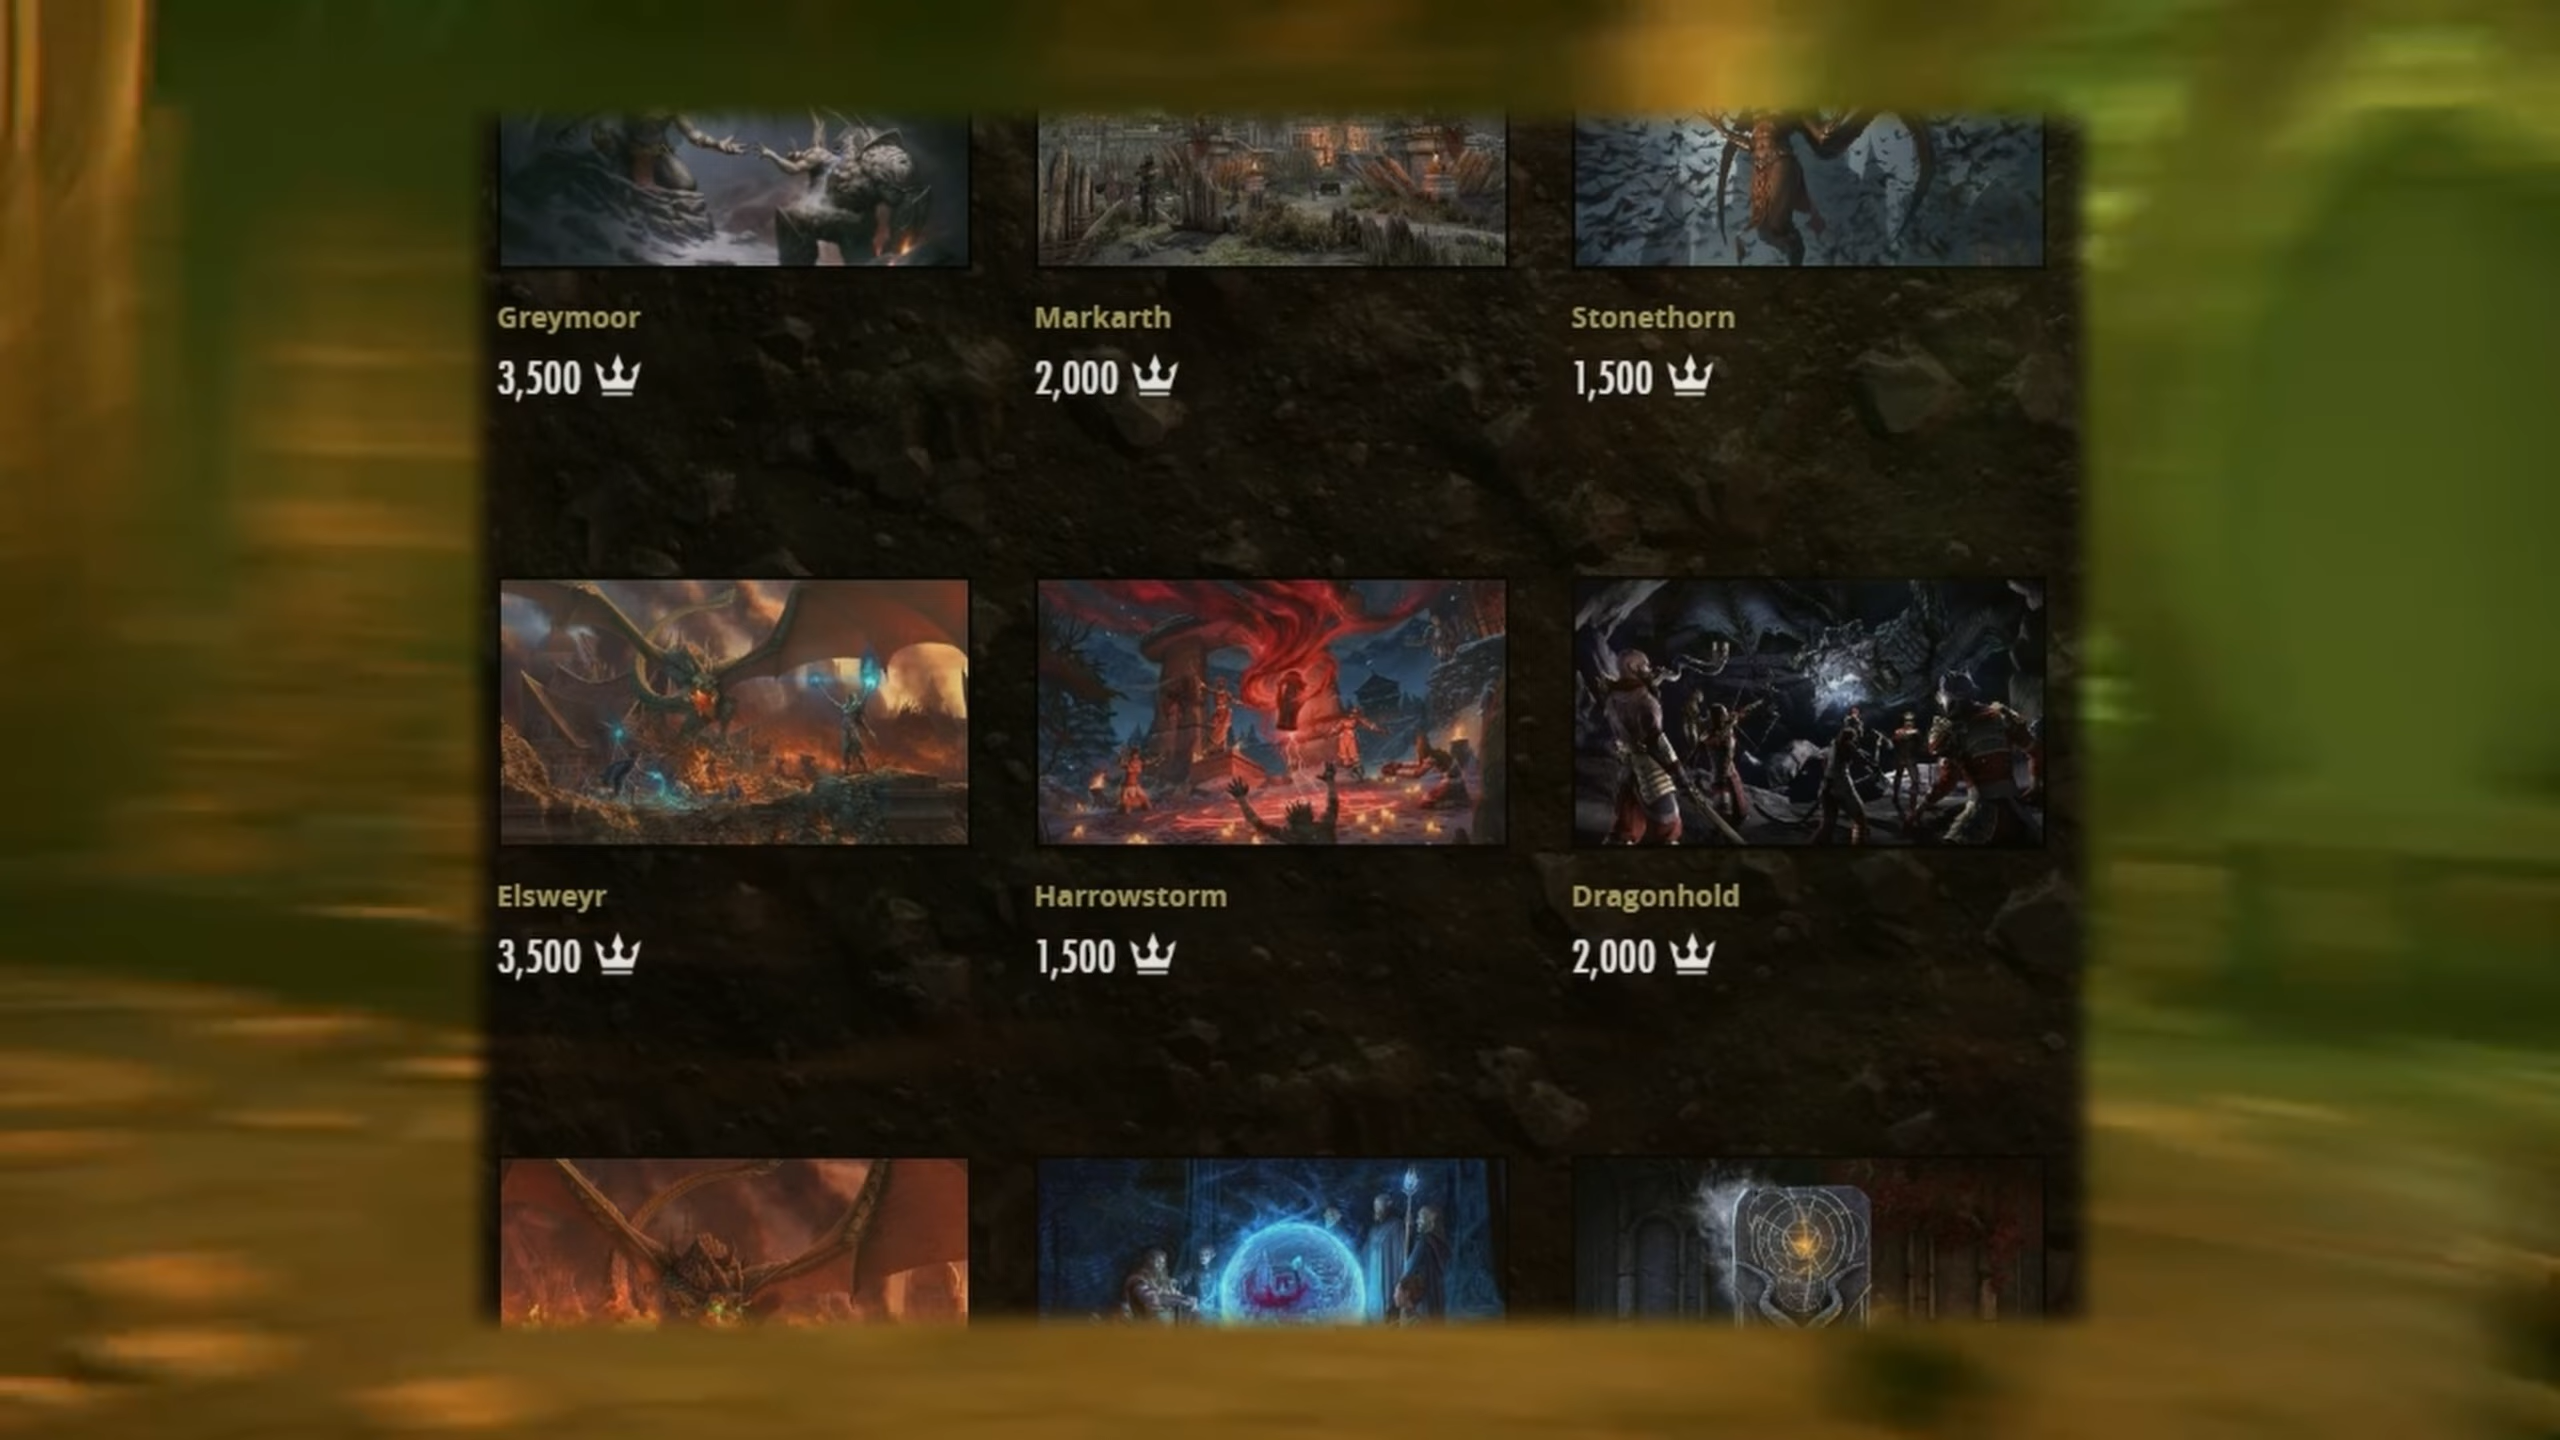 Greymoor
3,500
Markarth
2,000
Stonethorn
1,500
Elsweyr
3,500
Harrowstorm
1,500
Dragonhold
2,000